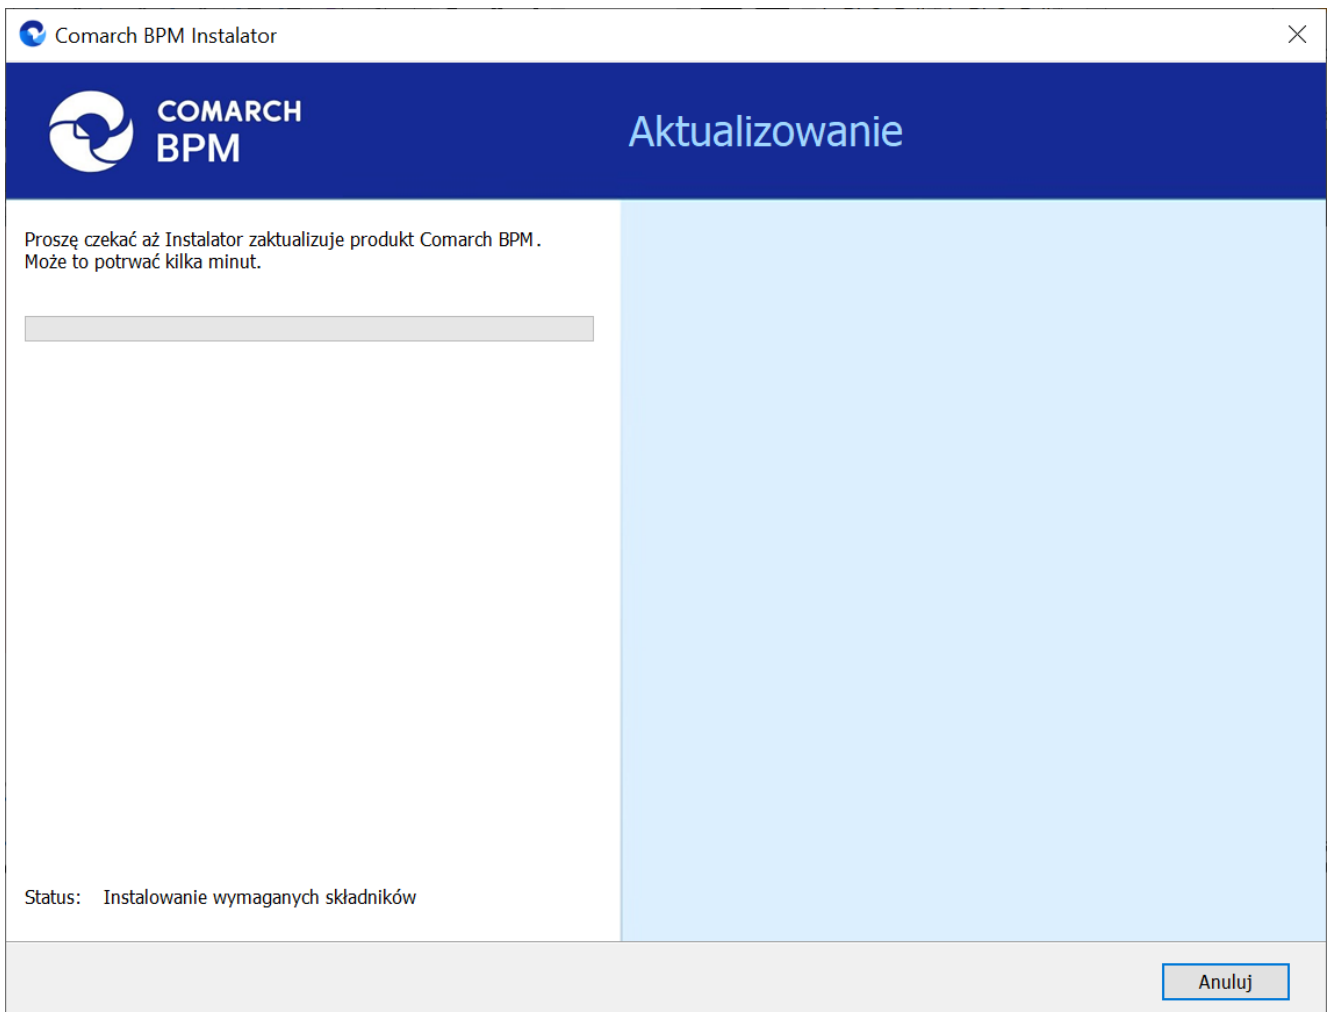 Comarch BPM Instalator
COMARCH
BPM
Aktualizowanie
Proszę czekać aż Instalator zaktualizuje produkt Comarch BPM.
Może to potrwać kilka minut.
Status: Instalowanie wymaganych składników
Anuluj